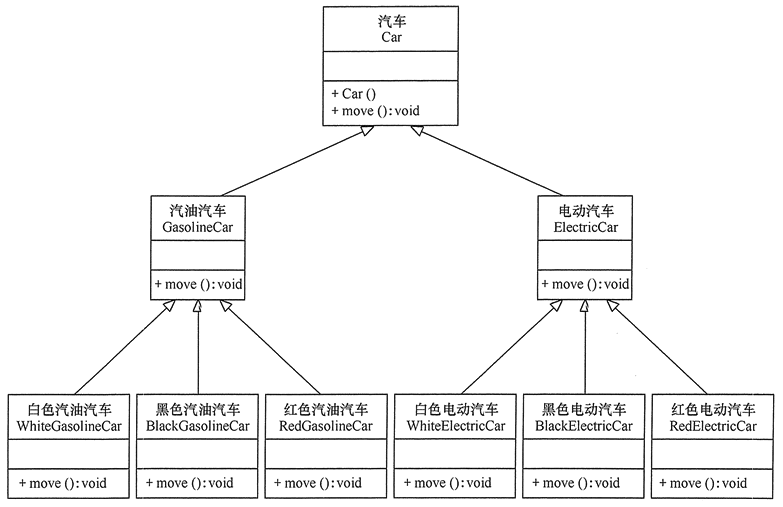 汽车
Car
+ Car ()
+ move (): void
汽油汽车
GasolineCar
+ move (): void
电动汽车
ElectricCar
+ move (): void
白色汽油汽车
WhiteGasolineCar
+ move (): void
黑色汽油汽车
BlackGasolineCar
+ move (): void
红色汽油汽车
RedGasolineCar
+ move (): void
白色电动汽车
WhiteElectricCar
+ move (): void
黑色电动汽车
BlackElectricCar
+ move (): void
红色电动汽车
RedElectricCar
+ move (): void